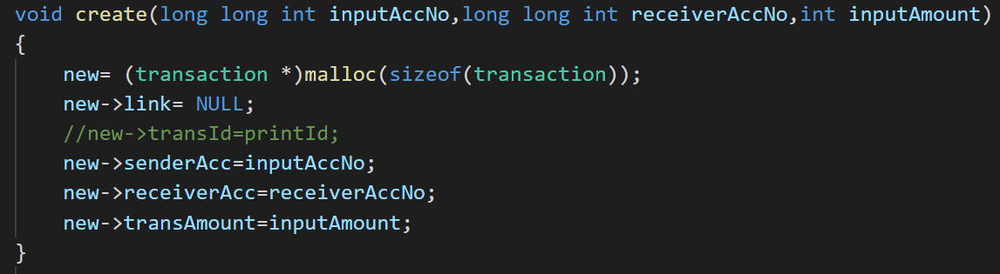 void create(long long int inputAccNo,long long int receiverAccNo,int inputAmount)
{
    new= (transaction *)malloc(sizeof(transaction));
    new->link= NULL;
    //new->transId=printId;
    new->senderAcc=inputAccNo;
    new->receiverAcc=receiverAccNo;
    new->transAmount=inputAmount;
}